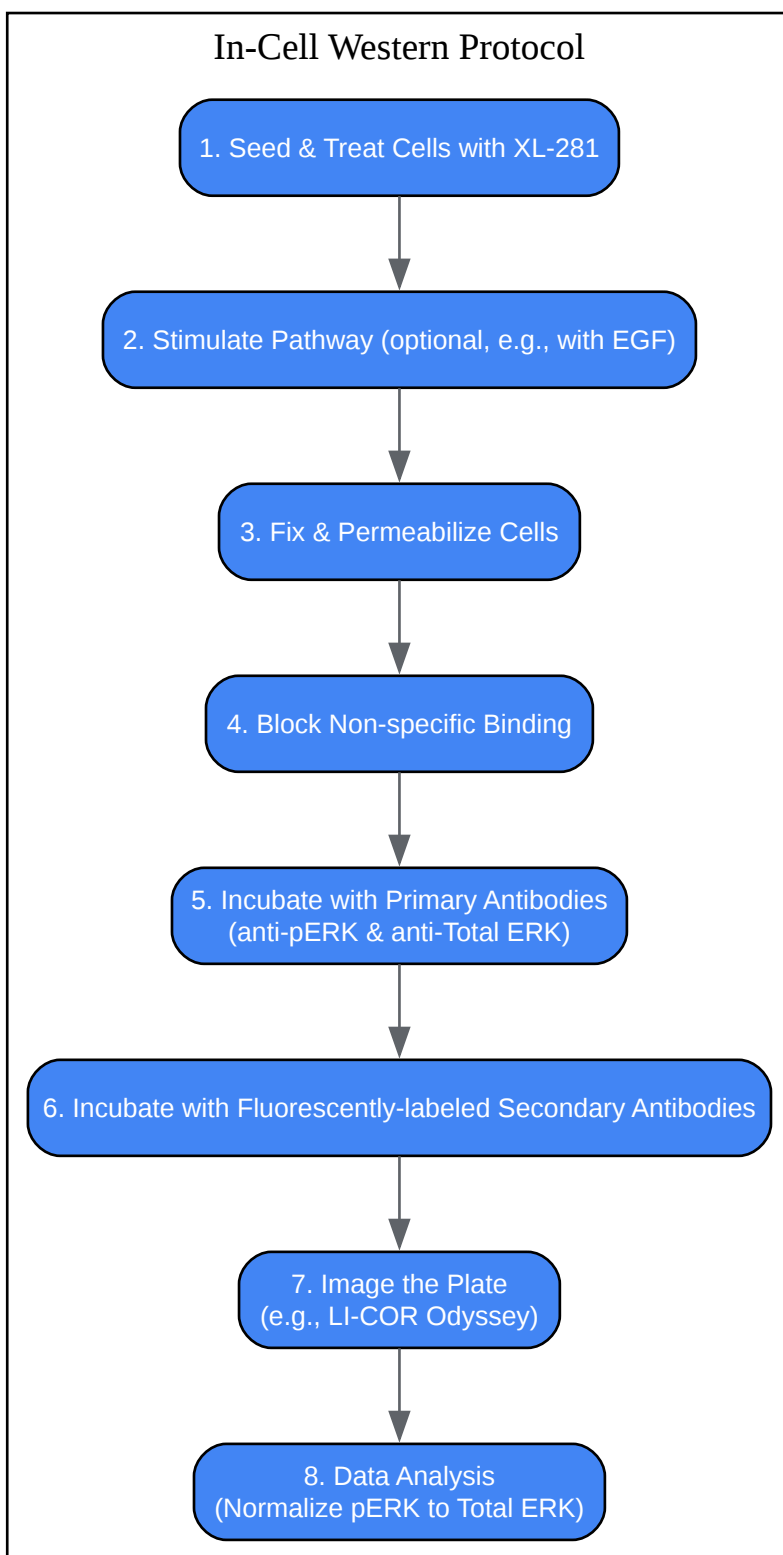 In-Cell Western Protocol
1. Seed & Treat Cells with XL-281
2. Stimulate Pathway (optional, e.g., with EGF)
3. Fix & Permeabilize Cells
4. Block Non-specific Binding
5. Incubate with Primary Antibodies
(anti-pERK & anti-Total ERK)
6. Incubate with Fluorescently-labeled Secondary Antibodies
7. Image the Plate
(e.g., LI-COR Odyssey)
8. Data Analysis
(Normalize pERK to Total ERK)